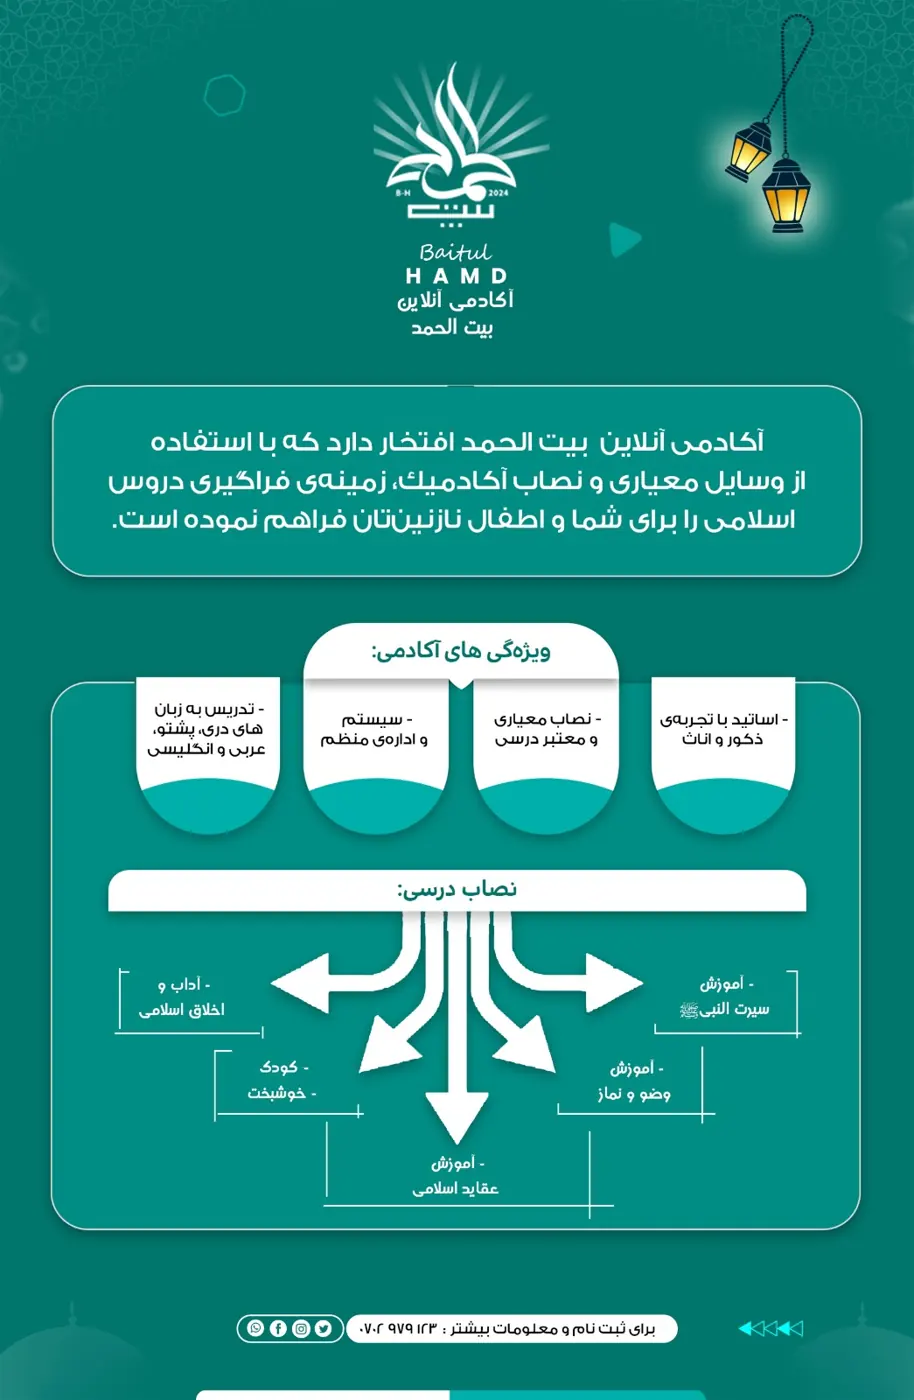 B-H
2024
Baitul
HAMD
آکادمی آنلاین
بیت الحمد
آکادمی آنلاین بیت الحمد افتخار دارد که با استفاده
از وسایل معیاری و نصاب آکادمیک، زمینه‌ی فراگیری دروس
اسلامی را برای شما و اطفال نازنین‌تان فراهم نموده است.
ویژه‌گی های آکادمی:
- اساتید با تجربه‌ی
ذکور و اناث
- نصاب معیاری
و معتبر درسی
- سیستم
و اداره‌ی منظم
- تدریس به زبان
های دری، پشتو،
عربی و انگلیسی
نصاب درسی:
- آموزش
سیرت النبی ﷺ
- آداب و
اخلاق اسلامی
- آموزش
وضو و نماز
- کودک
- خوشبخت
- آموزش
عقاید اسلامی
برای ثبت نام و معلومات بیشتر : ۰۷۰۲ ۹۷۹ ۱۲۳